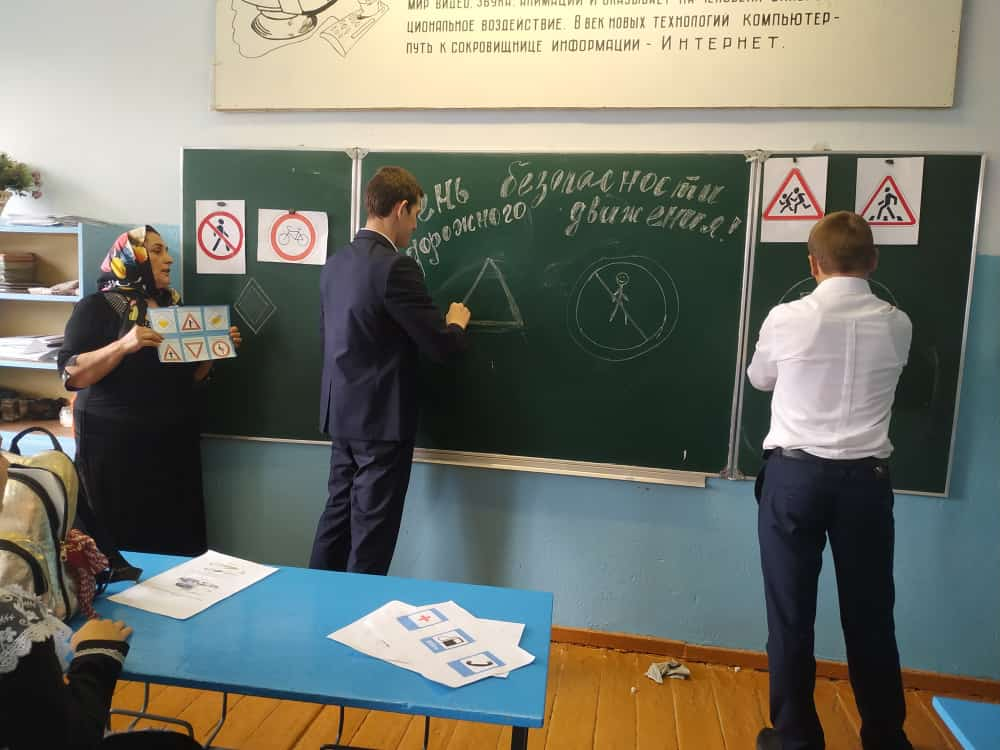 МИР ВИДЕО, ЗВУКА, АНИМАЦИИ И ОКАЗЫВАЕТ НА ЧЕЛОВЕКА
ЦИОНАЛЬНОЕ ВОЗДЕЙСТВИЕ. В ВЕК НОВЫХ ТЕХНОЛОГИЙ КОМПЬЮТЕР-
ПУТЬ К СОКРОВИЩНИЦЕ ИНФОРМАЦИИ - ИНТЕРНЕТ.
ень безопасности
дорожного движения!